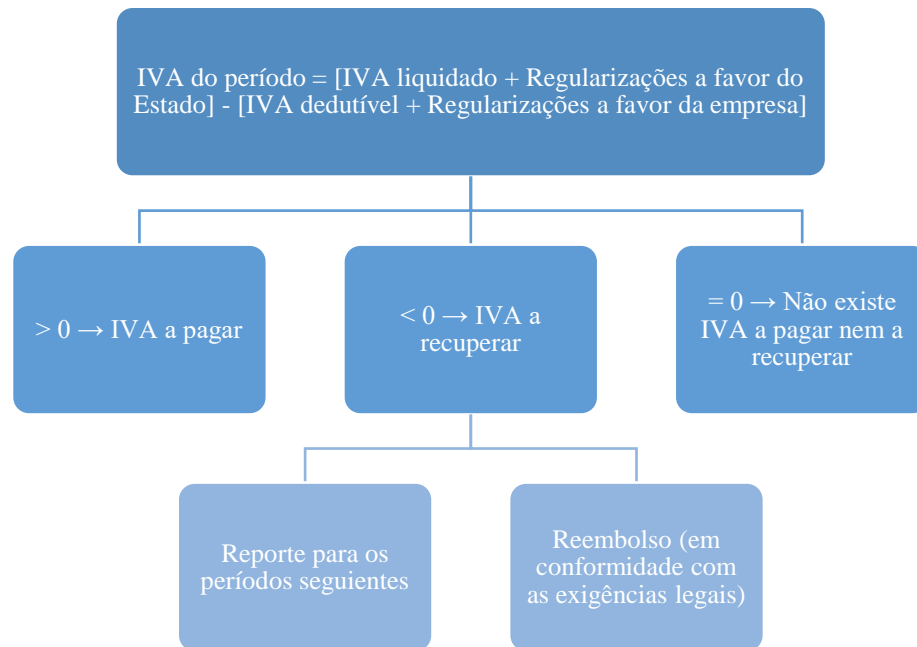 IVA do período = [IVA liquidado + Regularizações a favor do
Estado] - [IVA dedutível + Regularizações a favor da empresa]
> 0 → IVA a pagar
< 0 → IVA a
recuperar
= 0 → Não existe
IVA a pagar nem a
recuperar
Reporte para os
períodos seguintes
Reembolso (em
conformidade com
as exigências legais)